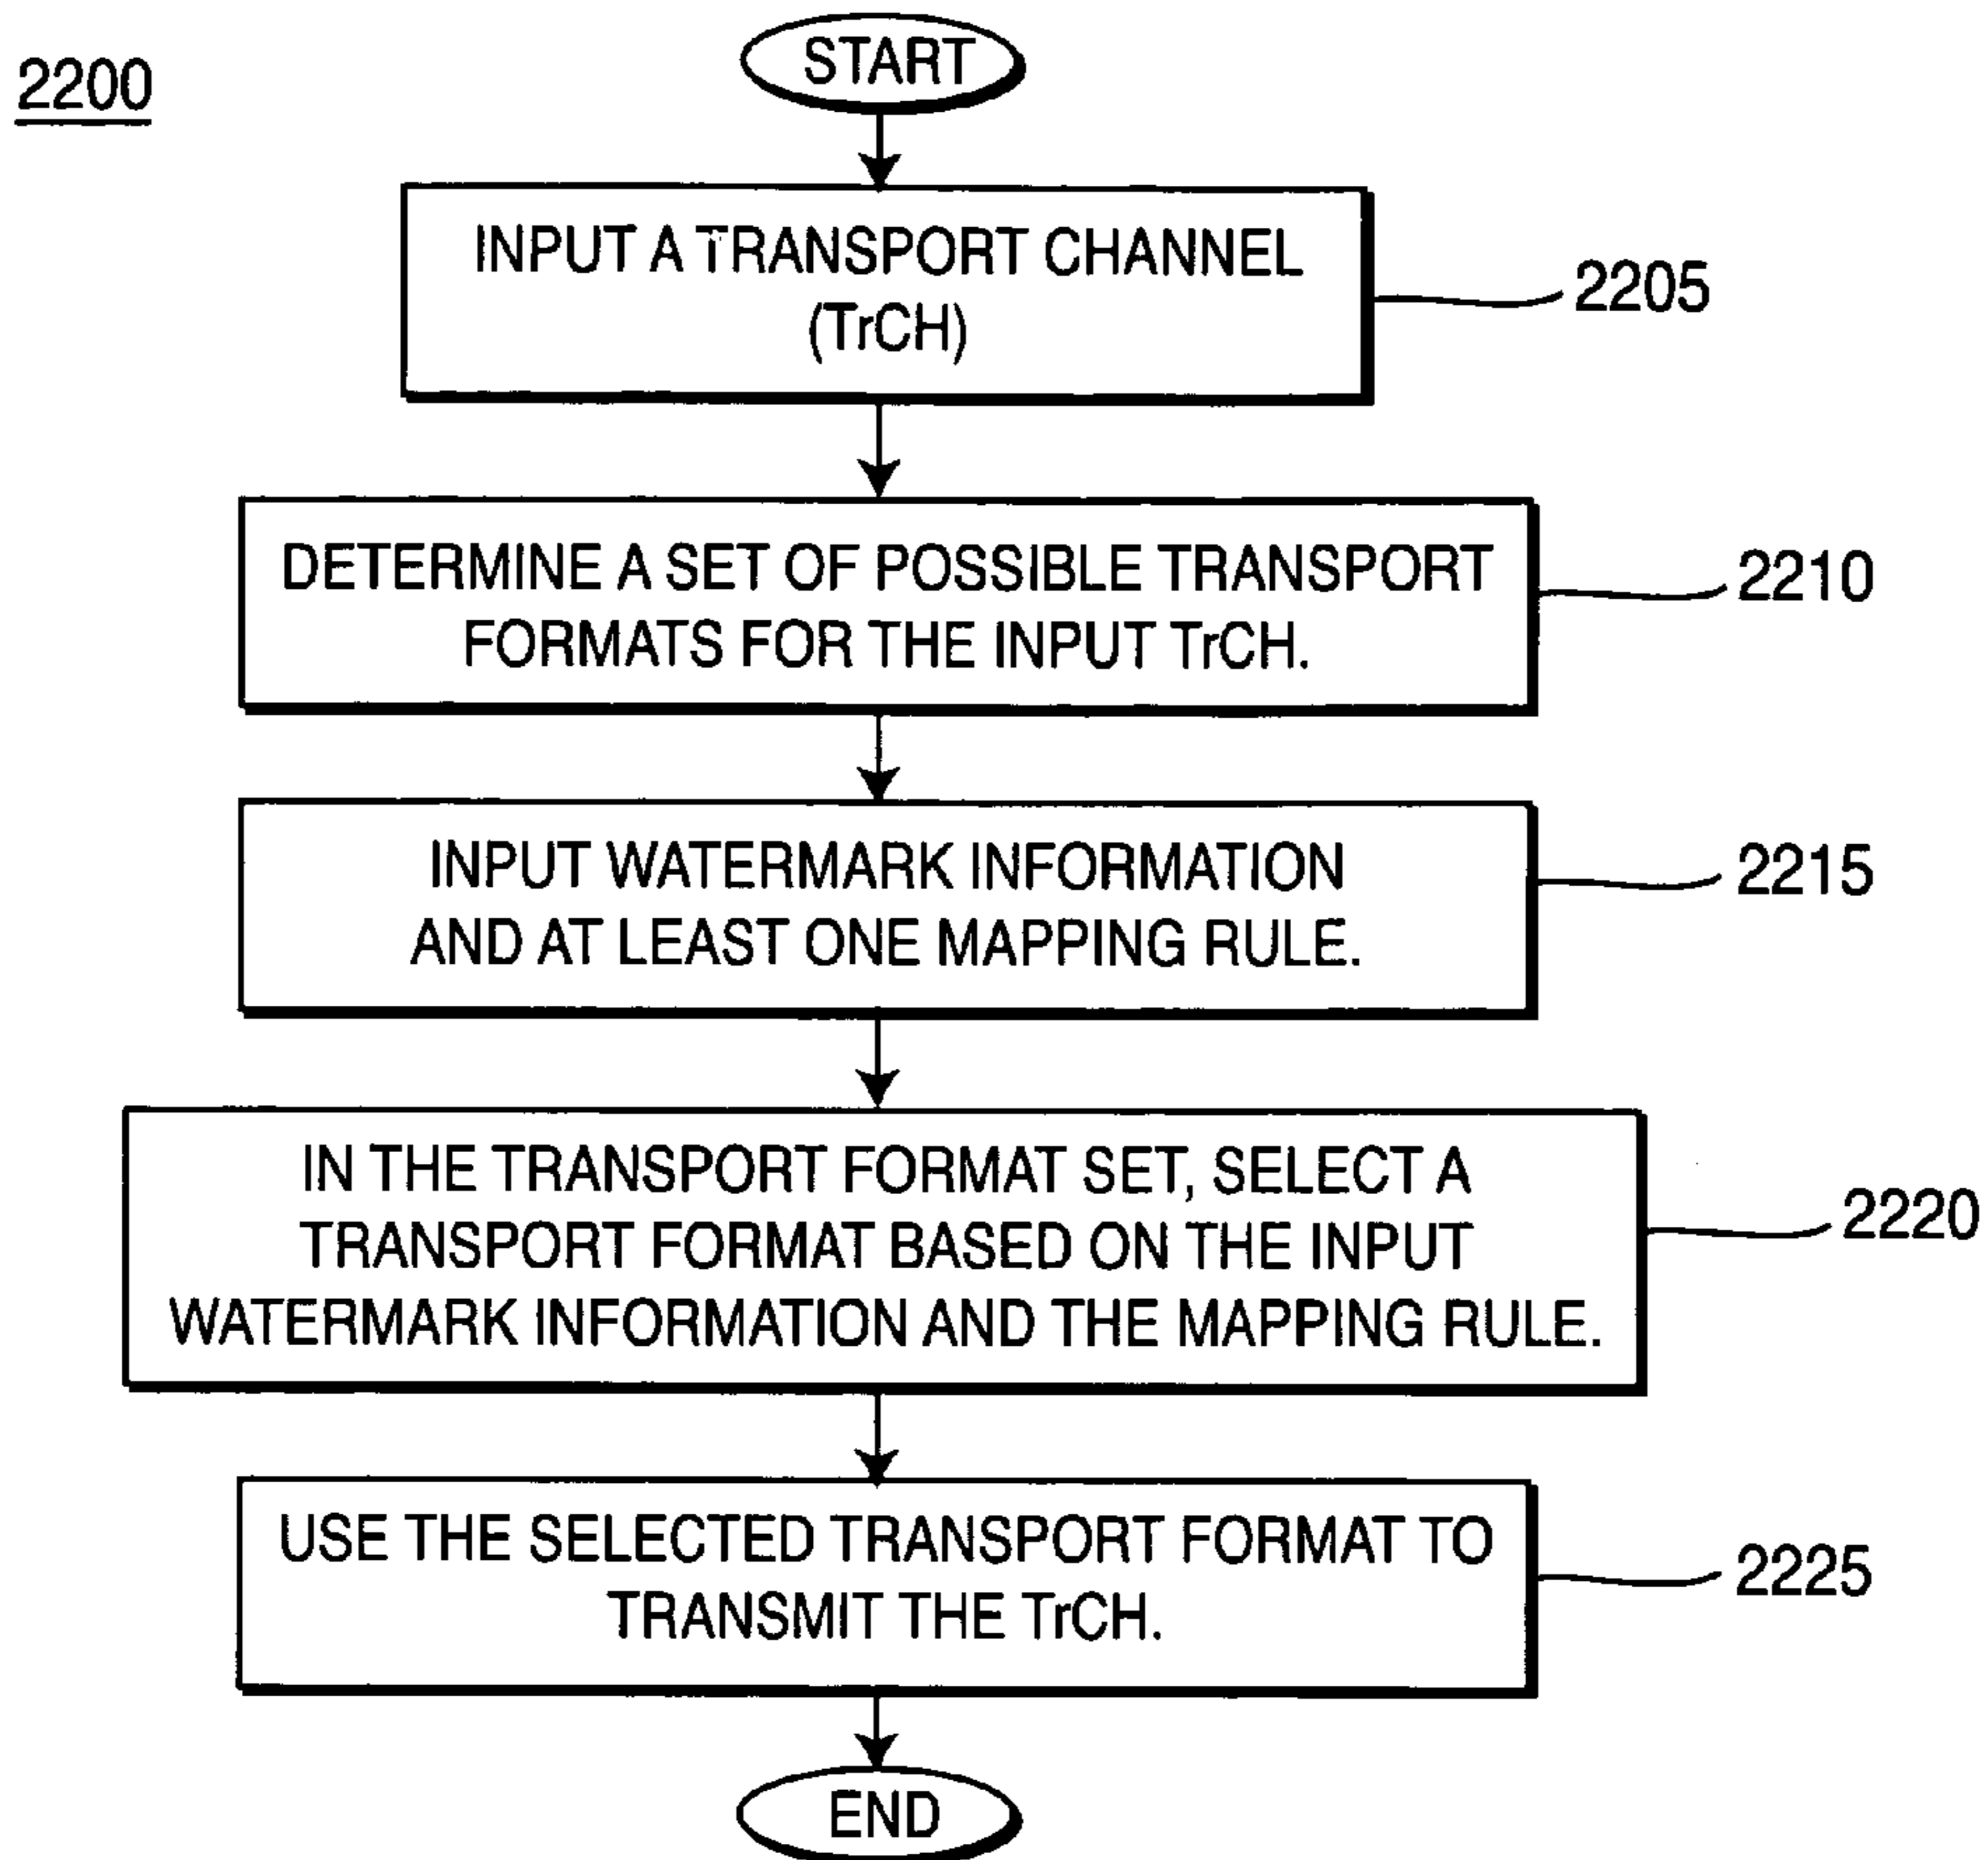 2200
START
INPUT A TRANSPORT CHANNEL
(TrCH)
2205
DETERMINE A SET OF POSSIBLE TRANSPORT
FORMATS FOR THE INPUT TrCH.
2210
INPUT WATERMARK INFORMATION
AND AT LEAST ONE MAPPING RULE.
2215
IN THE TRANSPORT FORMAT SET, SELECT A
TRANSPORT FORMAT BASED ON THE INPUT
WATERMARK INFORMATION AND THE MAPPING RULE.
2220
USE THE SELECTED TRANSPORT FORMAT TO
TRANSMIT THE TrCH.
2225
END